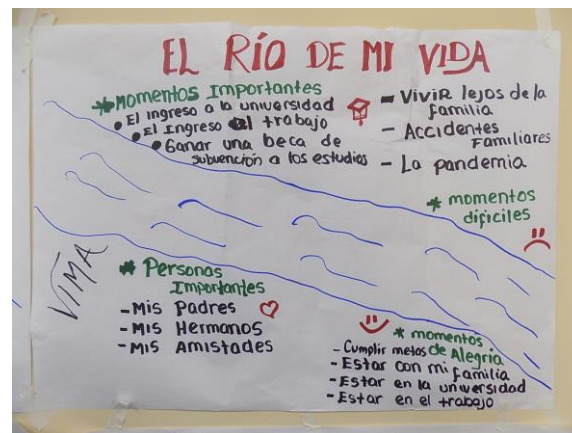 EL RÍO DE MI VIDA
* Momentos Importantes
• El ingreso a la universidad
• El Ingreso al trabajo
• Ganar una beca de
subvención a los estudios
- Vivir lejos de la
familia
- Accidentes
Familiares
- La pandemia
* momentos
dificiles
VIMA
* Personas
Importantes
- Mis Padres
- Mis Hermanos
- Mis Amistades
* momentos
de Alegria
- Cumplir metas
- Estar con mi familia
- Estar en la universidad
- Estar en el trabajo